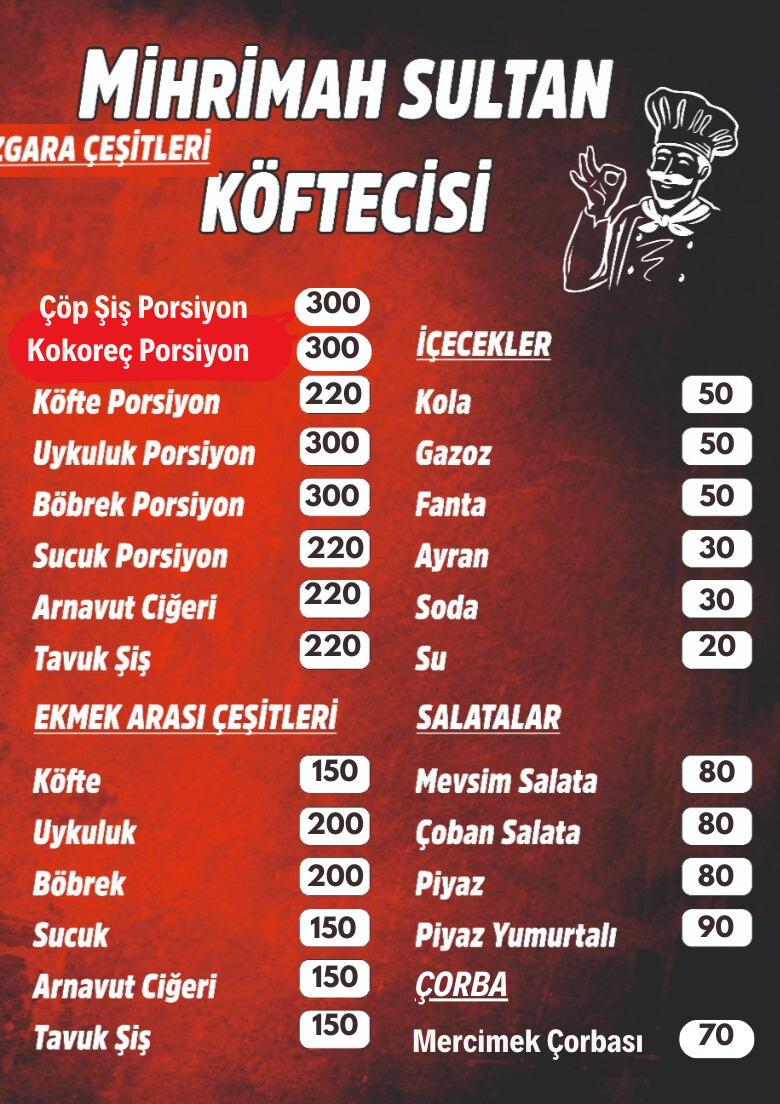 MİHRİMAH SULTAN
ZGARA ÇEŞİTLERİ
KÖFTECİSİ
Çöp Şiş Porsiyon 300
Kokoreç Porsiyon 300
Köfte Porsiyon 220
Uykuluk Porsiyon 300
Böbrek Porsiyon 300
Sucuk Porsiyon 220
Arnavut Ciğeri 220
Tavuk Şiş 220
EKMEK ARASI ÇEŞİTLERİ
Köfte 150
Uykuluk 200
Böbrek 200
Sucuk 150
Arnavut Ciğeri 150
Tavuk Şiş 150
İÇECEKLER
Kola 50
Gazoz 50
Fanta 50
Ayran 30
Soda 30
Su 20
SALATALAR
Mevsim Salata 80
Çoban Salata 80
Piyaz 80
Piyaz Yumurtalı 90
ÇORBA
Mercimek Çorbası 70